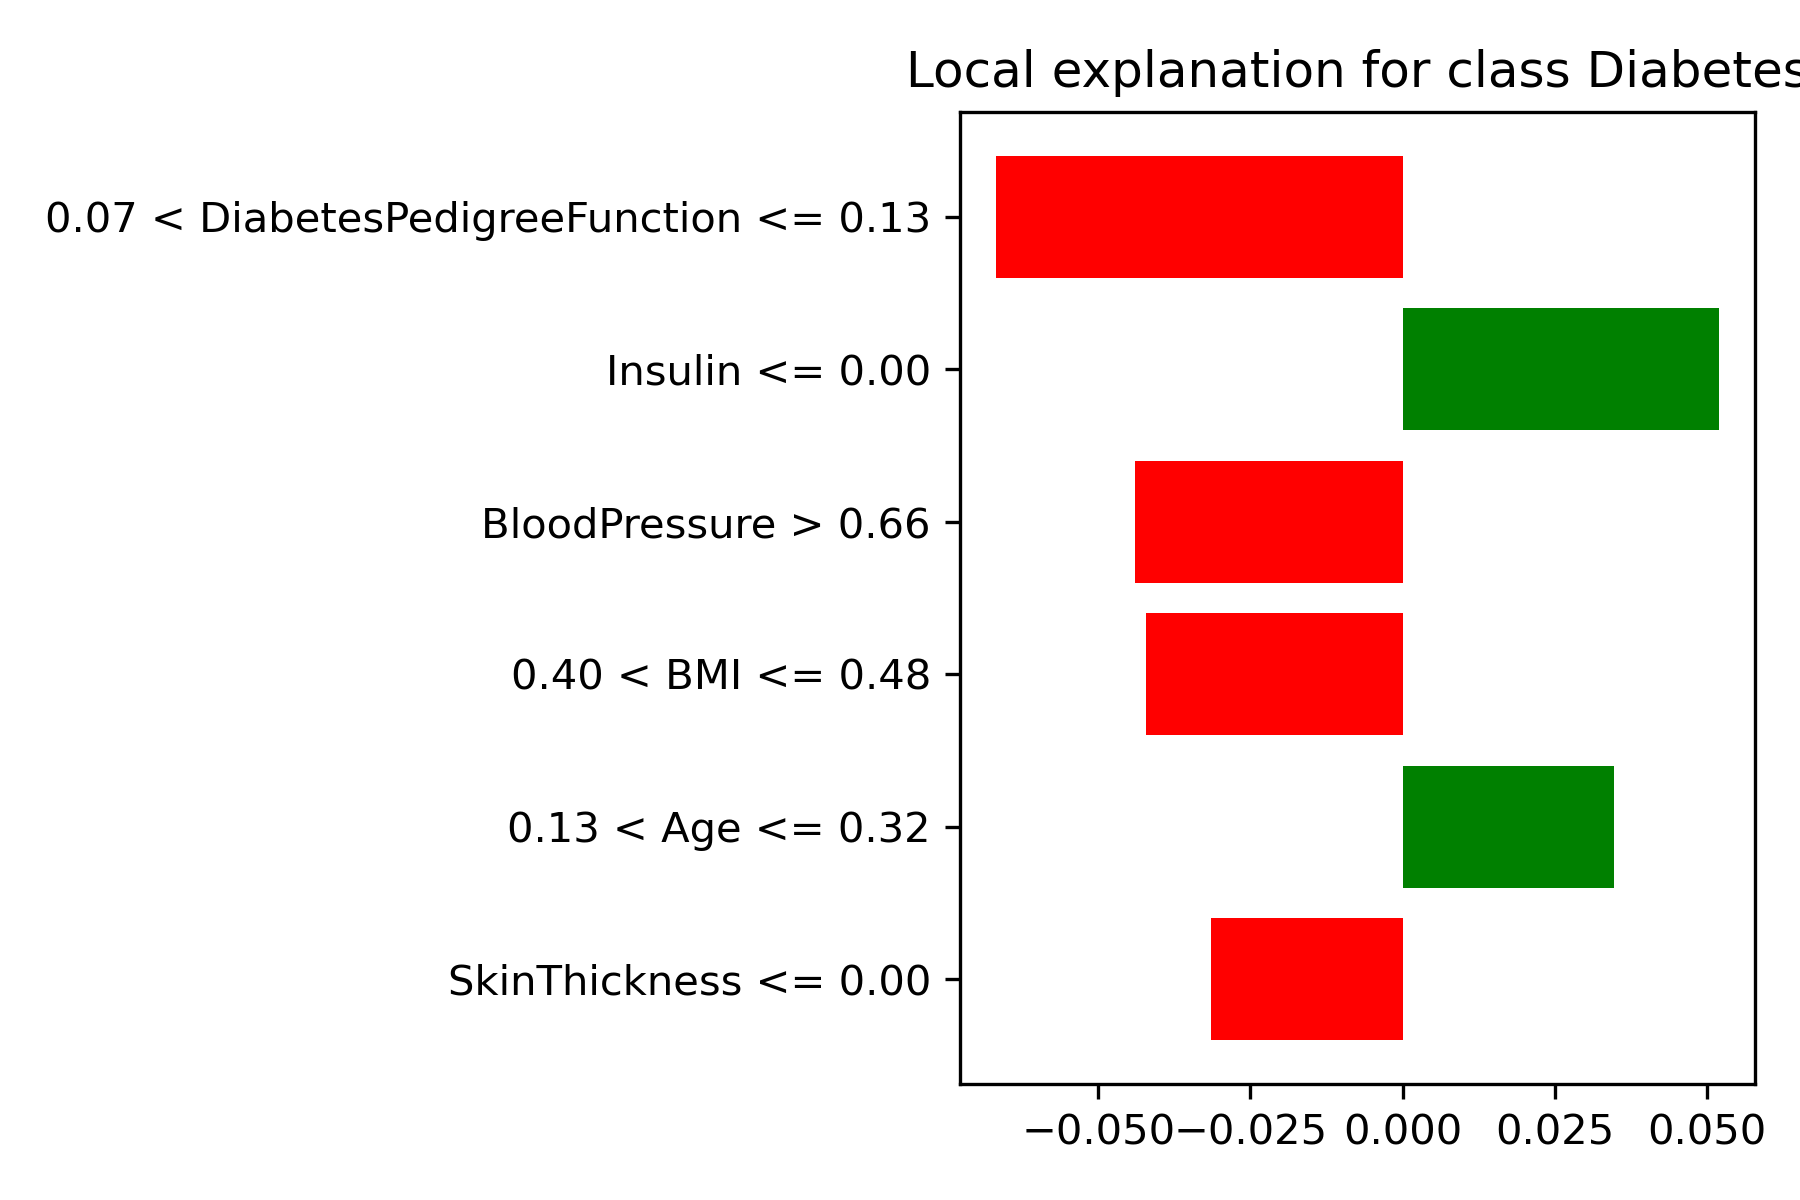 Local explanation for class Diabetes
0.07 < DiabetesPedigreeFunction <= 0.13
Insulin <= 0.00
BloodPressure > 0.66
0.40 < BMI <= 0.48
0.13 < Age <= 0.32
SkinThickness <= 0.00
−0.050 −0.025 0.000 0.025 0.050